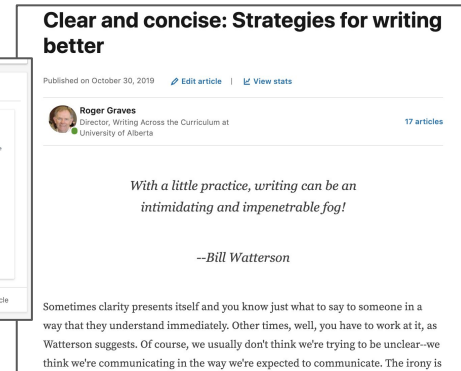 Clear and concise: Strategies for writing
better
Published on October 30, 2019 Edit article | View stats
Roger Graves
Director, Writing Across the Curriculum at
University of Alberta
17 articles
With a little practice, writing can be an
intimidating and impenetrable fog!
--Bill Watterson
Sometimes clarity presents itself and you know just what to say to someone in a
way that they understand immediately. Other times, well, you have to work at it, as
Watterson suggests. Of course, we usually don't think we're trying to be unclear--we
think we're communicating in the way we're expected to communicate. The irony is